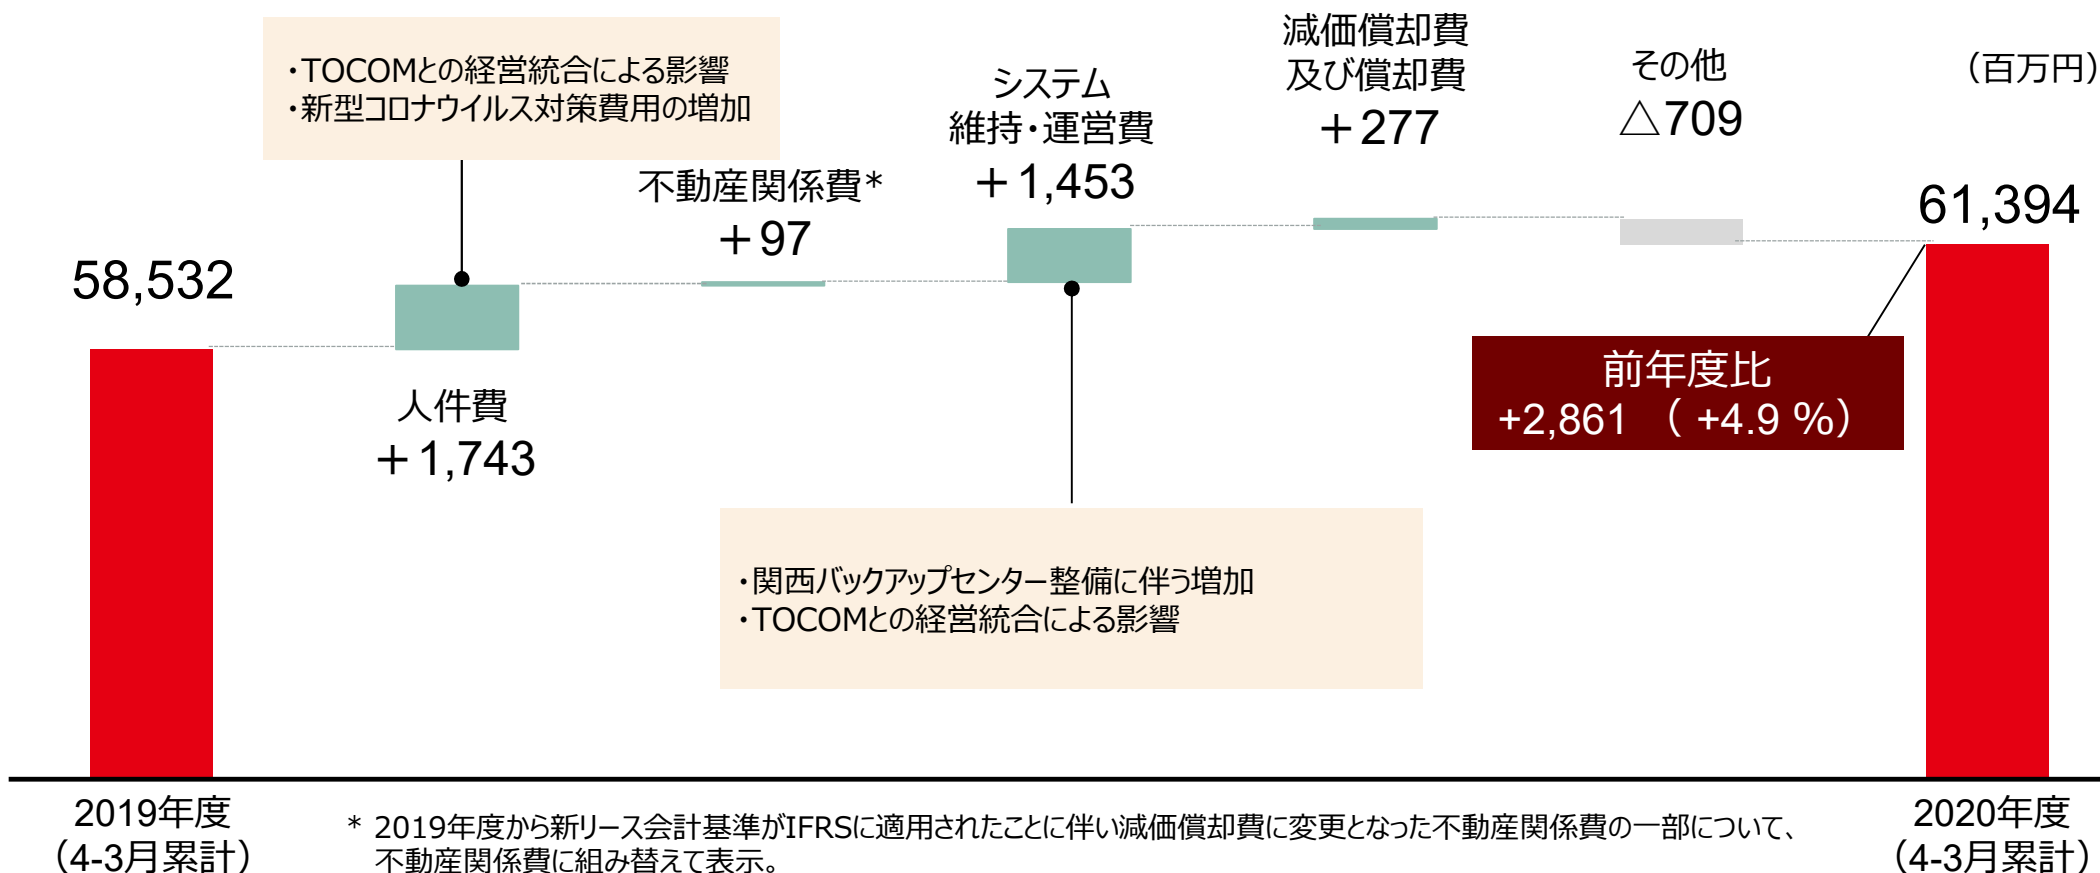 （百万円）
58,532
・TOCOMとの経営統合による影響
・新型コロナウイルス対策費用の増加
人件費
＋1,743
不動産関係費*
＋97
システム
維持・運営費
＋1,453
・関西バックアップセンター整備に伴う増加
・TOCOMとの経営統合による影響
減価償却費
及び償却費
＋277
その他
△709
61,394
前年度比
+2,861 （ +4.9 %）
2019年度
（4-3月累計）
2020年度
（4-3月累計）
* 2019年度から新リース会計基準がIFRSに適用されたことに伴い減価償却費に変更となった不動産関係費の一部について、
不動産関係費に組み替えて表示。